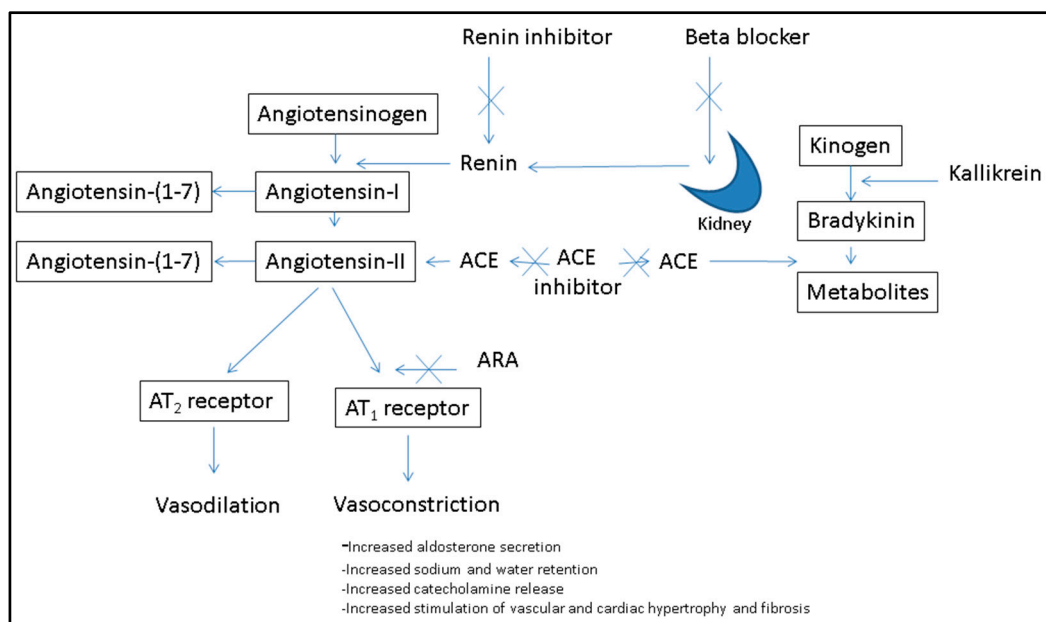 Renin inhibitor
Beta blocker
Angiotensinogen
Kinogen
Renin
Kallikrein
Angiotensin-(1-7)
Angiotensin-I
Kidney
Bradykinin
Angiotensin-(1-7)
Angiotensin-II
ACE
ACE
inhibitor
ACE
Metabolites
ARA
AT₂ receptor
AT₁ receptor
Vasodilation
Vasoconstriction
-Increased aldosterone secretion
-Increased sodium and water retention
-Increased catecholamine release
-Increased stimulation of vascular and cardiac hypertrophy and fibrosis